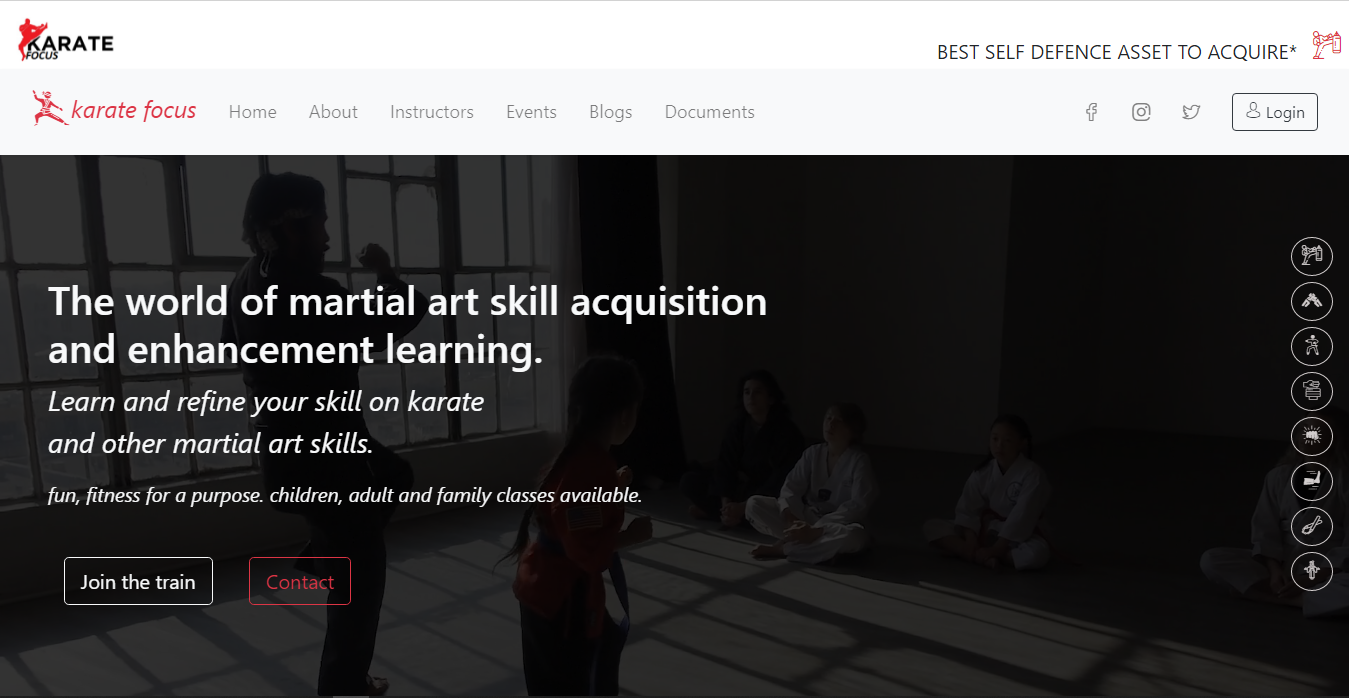 KARATE
FOCUS
BEST SELF DEFENCE ASSET TO ACQUIRE*
karate focus Home About Instructors Events Blogs Documents Login
The world of martial art skill acquisition
and enhancement learning.
Learn and refine your skill on karate
and other martial art skills.
fun, fitness for a purpose. children, adult and family classes available.
Join the train Contact